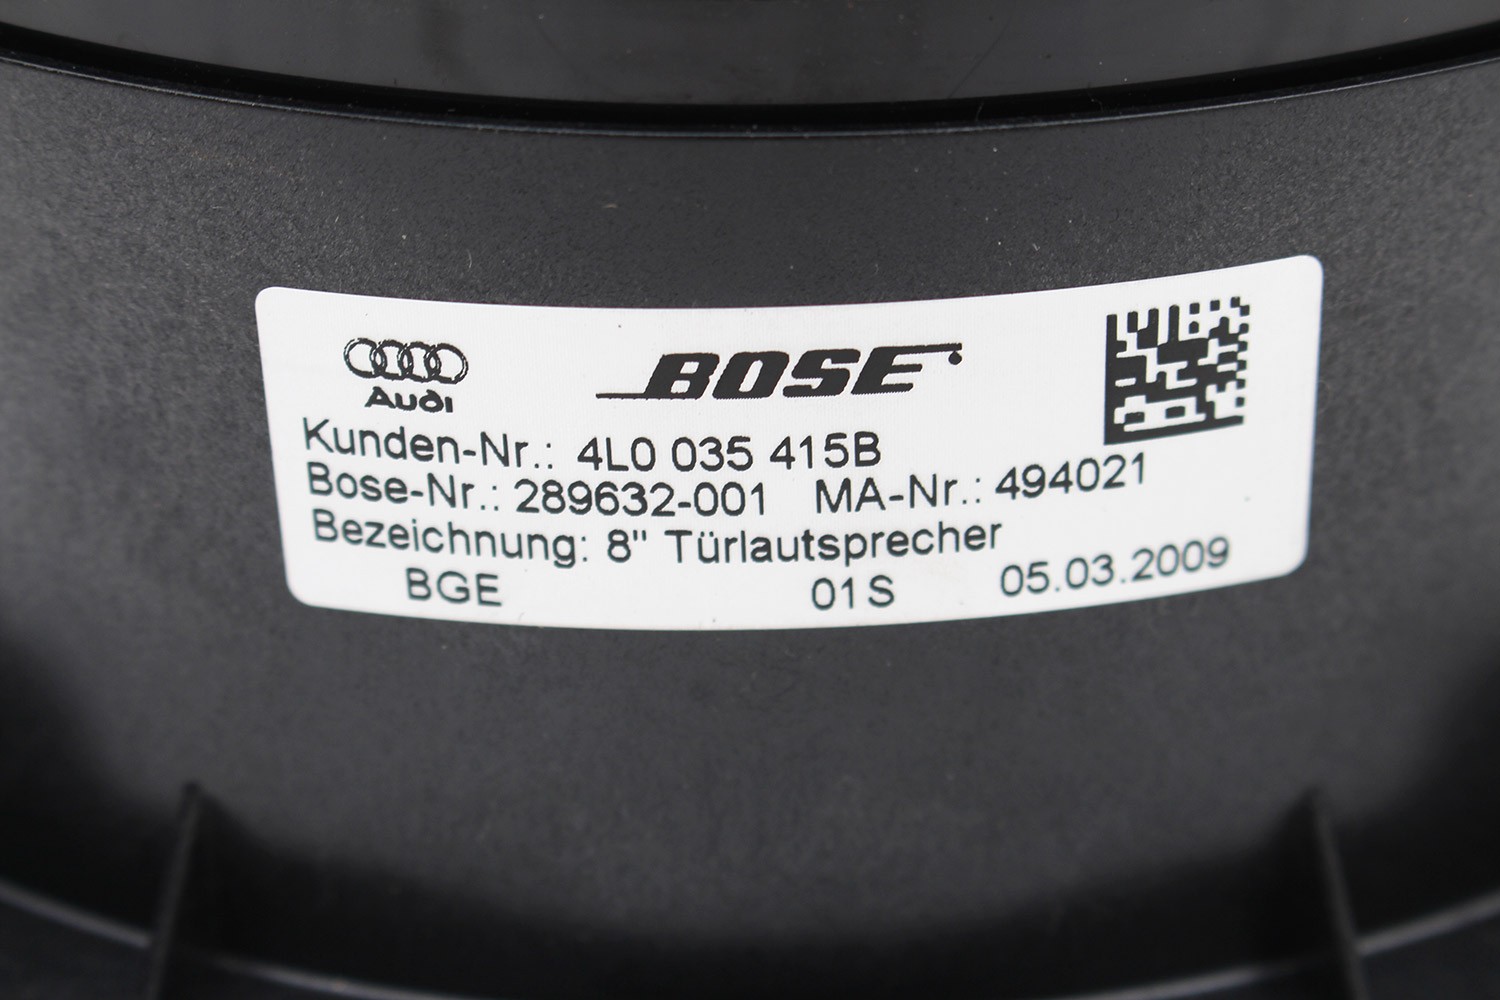 Audi BOSE
Kunden-Nr.: 4L0 035 415B
Bose-Nr.: 289632-001 MA-Nr.: 494021
Bezeichnung: 8" Türlautsprecher
BGE 01S 05.03.2009